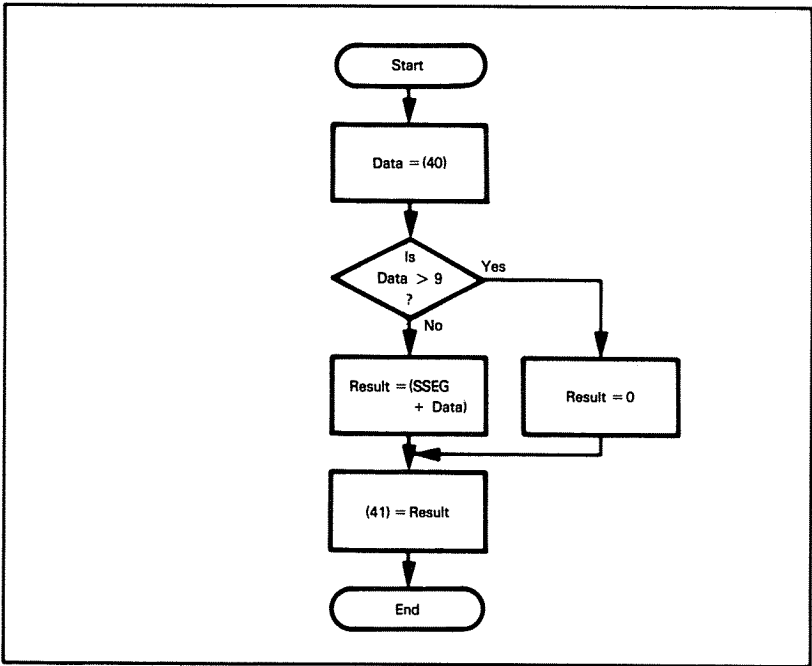 Start
Data = (40)
Is
Data > 9
?
Yes
No
Result = (SSEG
+ Data)
Result = 0
(41) = Result
End